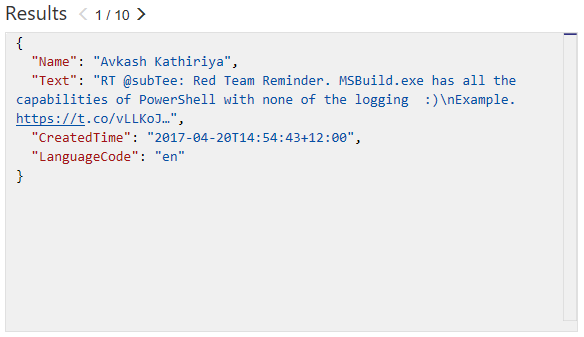 Results < 1 / 10 >
{
  "Name": "Avkash Kathiriya",
  "Text": "RT @subTee: Red Team Reminder. MSBuild.exe has all the
capabilities of PowerShell with none of the logging  :)\nExample.
https://t.co/vLLKoJ…",
  "CreatedTime": "2017-04-20T14:54:43+12:00",
  "LanguageCode": "en"
}